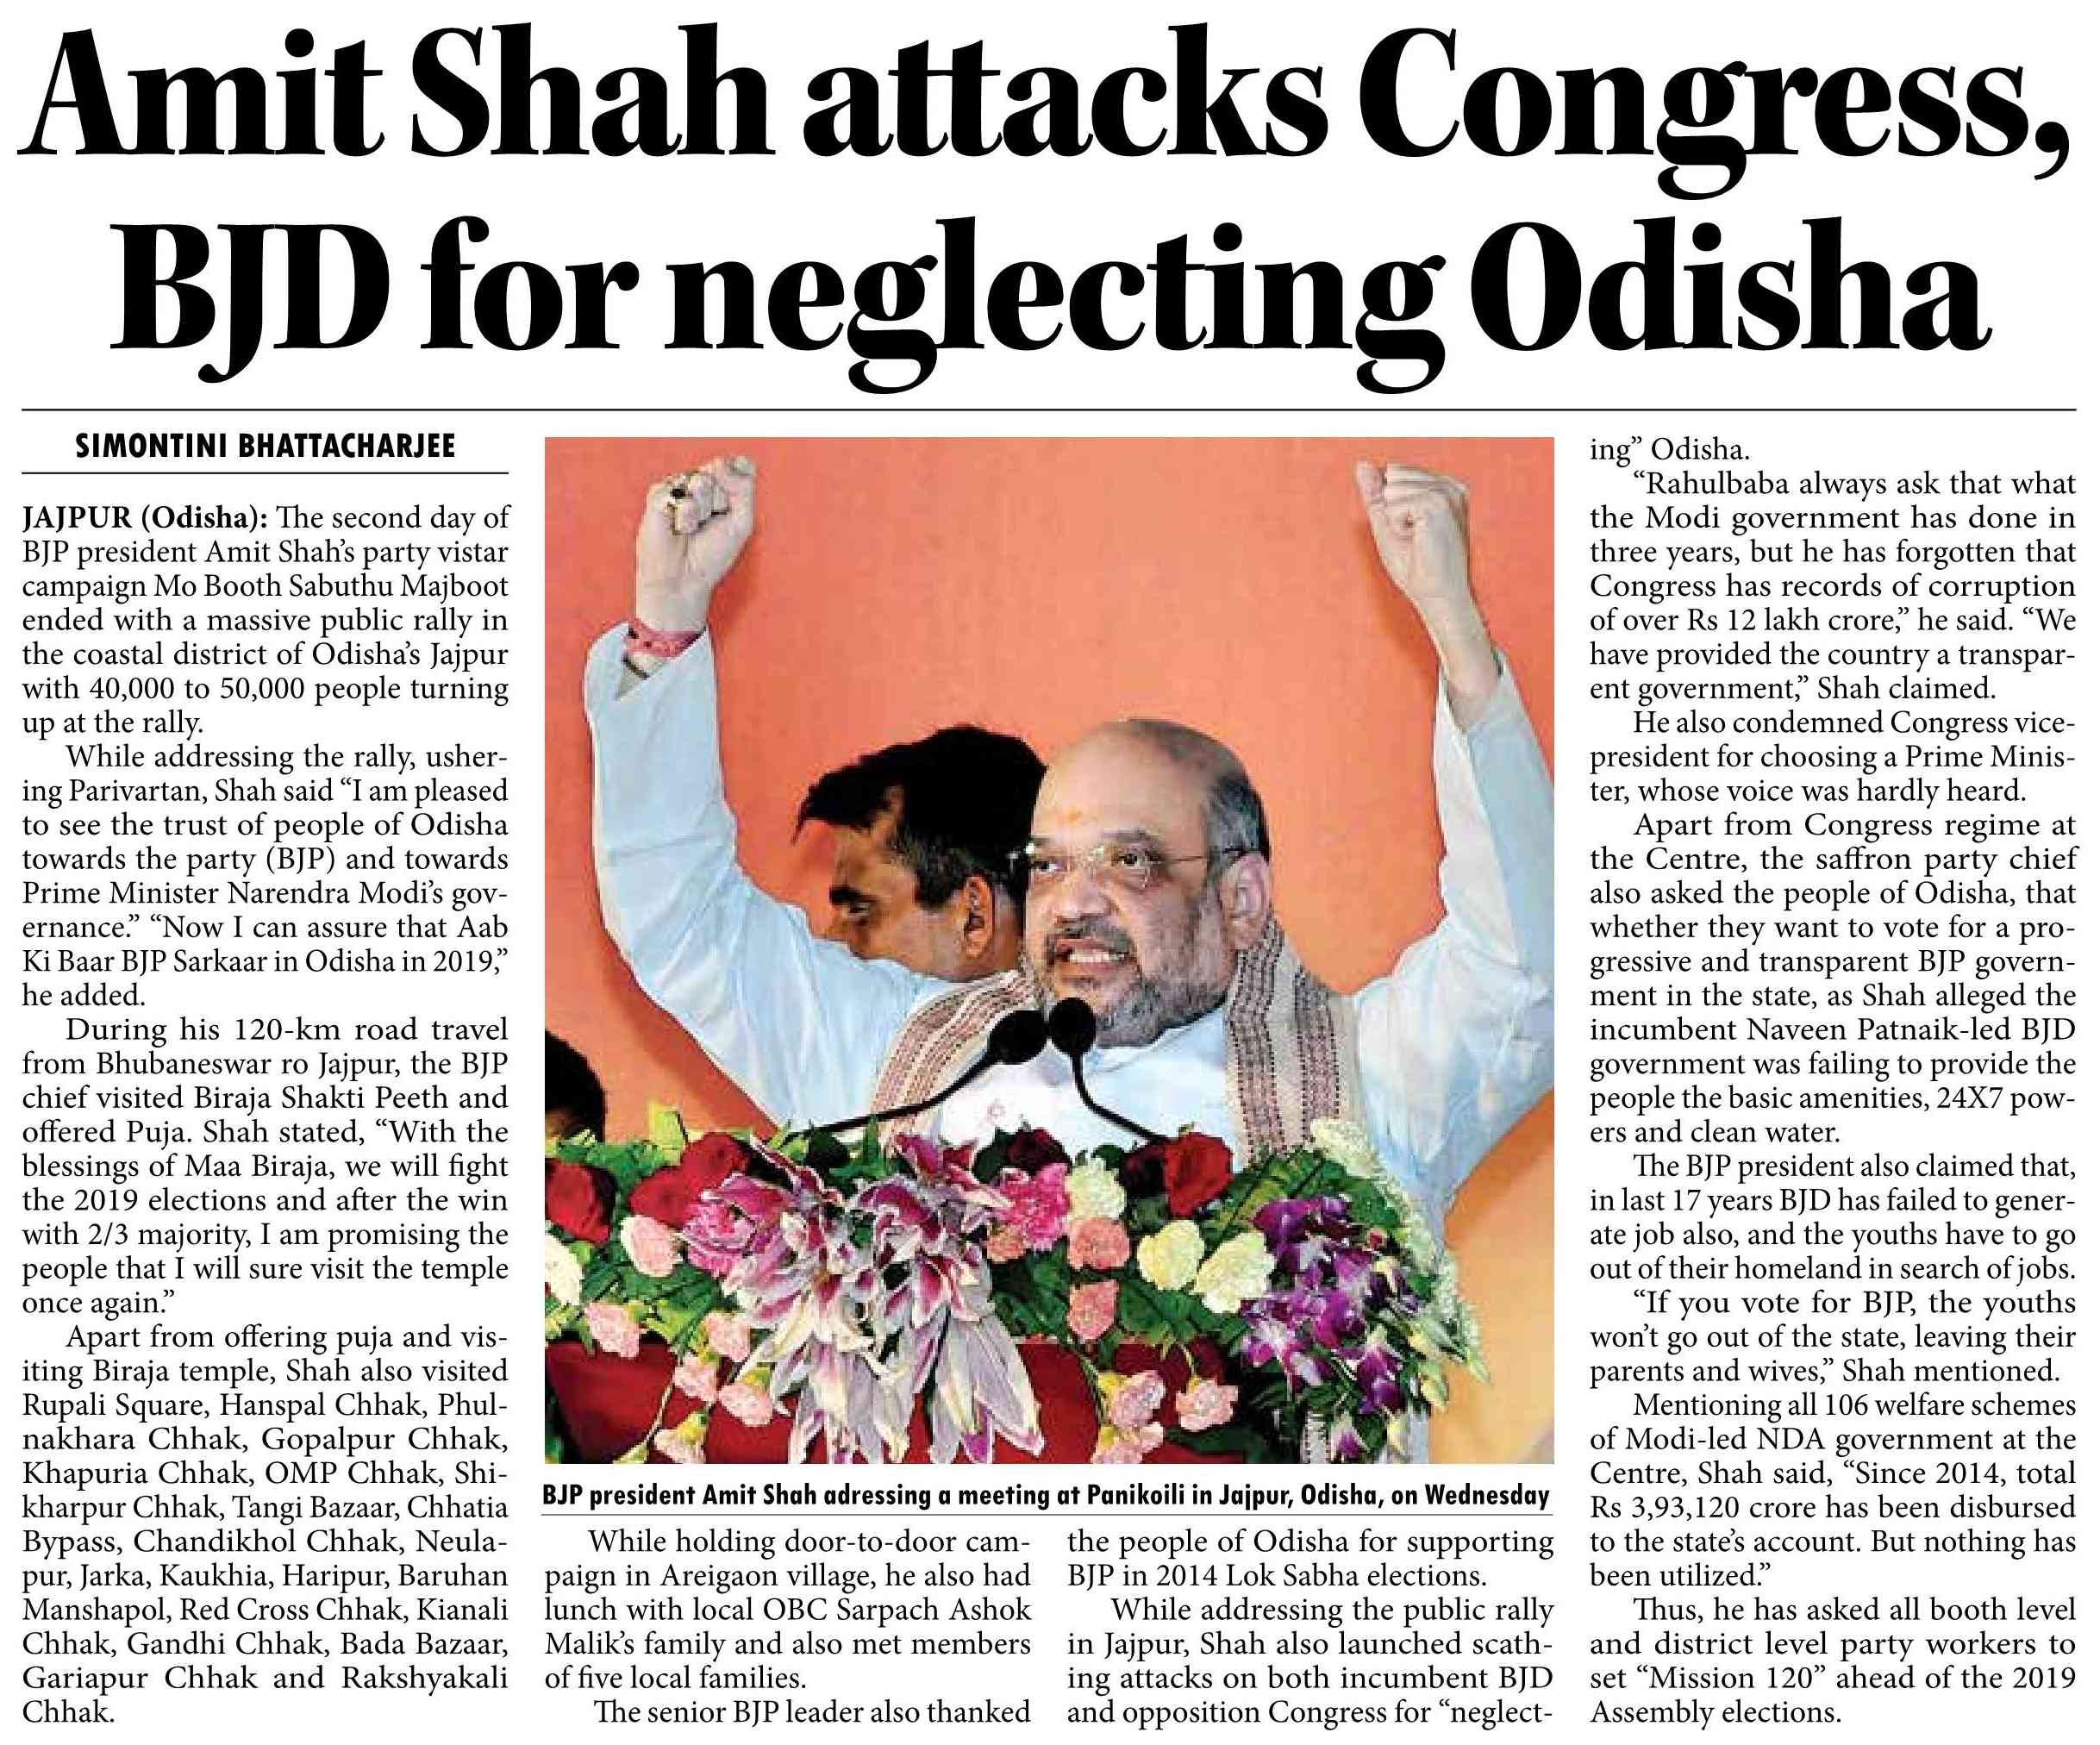 Amit Shah attacks Congress,
BJD for neglecting Odisha
SIMONTINI BHATTACHARJEE
JAJPUR (Odisha): The second day of
BJP president Amit Shah's party vistar
campaign Mo Booth Sabuthu Majboot
ended with a massive public rally in
the coastal district of Odisha's Jajpur
with 40,000 to 50,000 people turning
up at the rally.
While addressing the rally, usher-
ing Parivartan, Shah said “I am pleased
to see the trust of people of Odisha
towards the party (BJP) and towards
Prime Minister Narendra Modi's gov-
ernance.” “Now I can assure that Aab
Ki Baar BJP Sarkaar in Odisha in 2019,”
he added.
During his 120-km road travel
from Bhubaneswar ro Jajpur, the BJP
chief visited Biraja Shakti Peeth and
offered Puja. Shah stated, “With the
blessings of Maa Biraja, we will fight
the 2019 elections and after the win
with 2/3 majority, I am promising the
people that I will sure visit the temple
once again.”
Apart from offering puja and vis-
iting Biraja temple, Shah also visited
Rupali Square, Hanspal Chhak, Phul-
nakhara Chhak, Gopalpur Chhak,
Khapuria Chhak, OMP Chhak, Shi-
kharpur Chhak, Tangi Bazaar, Chhatia
Bypass, Chandikhol Chhak, Neula-
pur, Jarka, Kaukhia, Haripur, Baruhan
Manshapol, Red Cross Chhak, Kianali
Chhak, Gandhi Chhak, Bada Bazaar,
Gariapur Chhak and Rakshyakali
Chhak.
BJP president Amit Shah adressing a meeting at Panikoili in Jajpur, Odisha, on Wednesday
While holding door-to-door cam-
paign in Areigaon village, he also had
lunch with local OBC Sarpach Ashok
Malik's family and also met members
of five local families.
The senior BJP leader also thanked
the people of Odisha for supporting
BJP in 2014 Lok Sabha elections.
While addressing the public rally
in Jajpur, Shah also launched scath-
ing attacks on both incumbent BJD
and opposition Congress for “neglect-
ing” Odisha.
“Rahulbaba always ask that what
the Modi government has done in
three years, but he has forgotten that
Congress has records of corruption
of over Rs 12 lakh crore,” he said. “We
have provided the country a transpar-
ent government,” Shah claimed.
He also condemned Congress vice-
president for choosing a Prime Minis-
ter, whose voice was hardly heard.
Apart from Congress regime at
the Centre, the saffron party chief
also asked the people of Odisha, that
whether they want to vote for a pro-
gressive and transparent BJP govern-
ment in the state, as Shah alleged the
incumbent Naveen Patnaik-led BJD
government was failing to provide the
people the basic amenities, 24X7 pow-
ers and clean water.
The BJP president also claimed that,
in last 17 years BJD has failed to gener-
ate job also, and the youths have to go
out of their homeland in search of jobs.
“If you vote for BJP, the youths
won't go out of the state, leaving their
parents and wives,” Shah mentioned.
Mentioning all 106 welfare schemes
of Modi-led NDA government at the
Centre, Shah said, “Since 2014, total
Rs 3,93,120 crore has been disbursed
to the state's account. But nothing has
been utilized.”
Thus, he has asked all booth level
and district level party workers to
set “Mission 120” ahead of the 2019
Assembly elections.